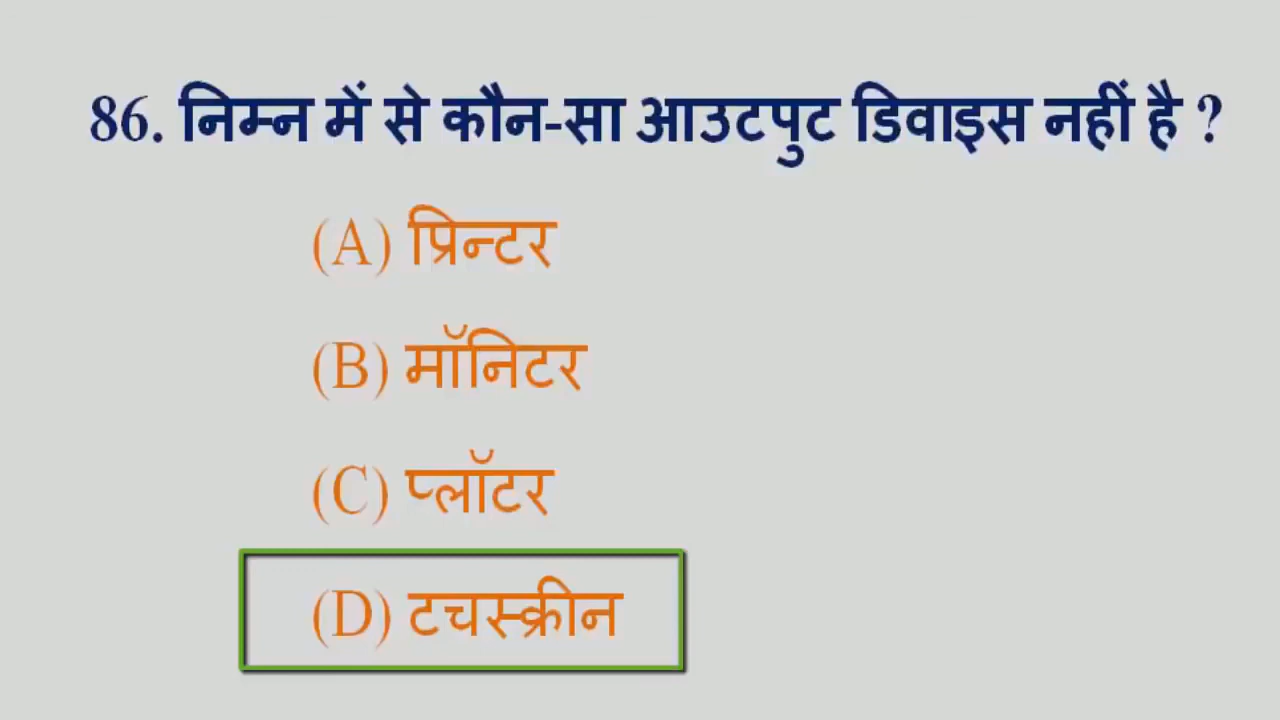 86. निम्न में से कौन-सा आउटपुट डिवाइस नहीं है ?
(A) प्रिन्टर
(B) मॉनिटर
(C) प्लॉटर
(D) टचस्क्रीन